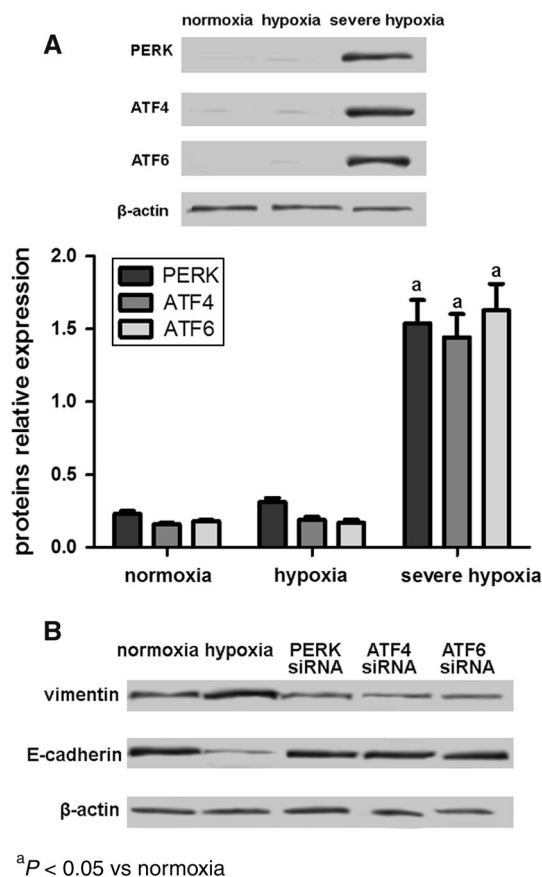 normoxia hypoxia severe hypoxia
A
PERK
ATF4
ATF6
β-actin
proteins relative expression
2.0
1.5
1.0
0.5
0.0
PERK
ATF4
ATF6
a a a
normoxia hypoxia severe hypoxia
B
normoxia hypoxia PERK siRNA ATF4 siRNA ATF6 siRNA
vimentin
E-cadherin
β-actin
ᵃP < 0.05 vs normoxia